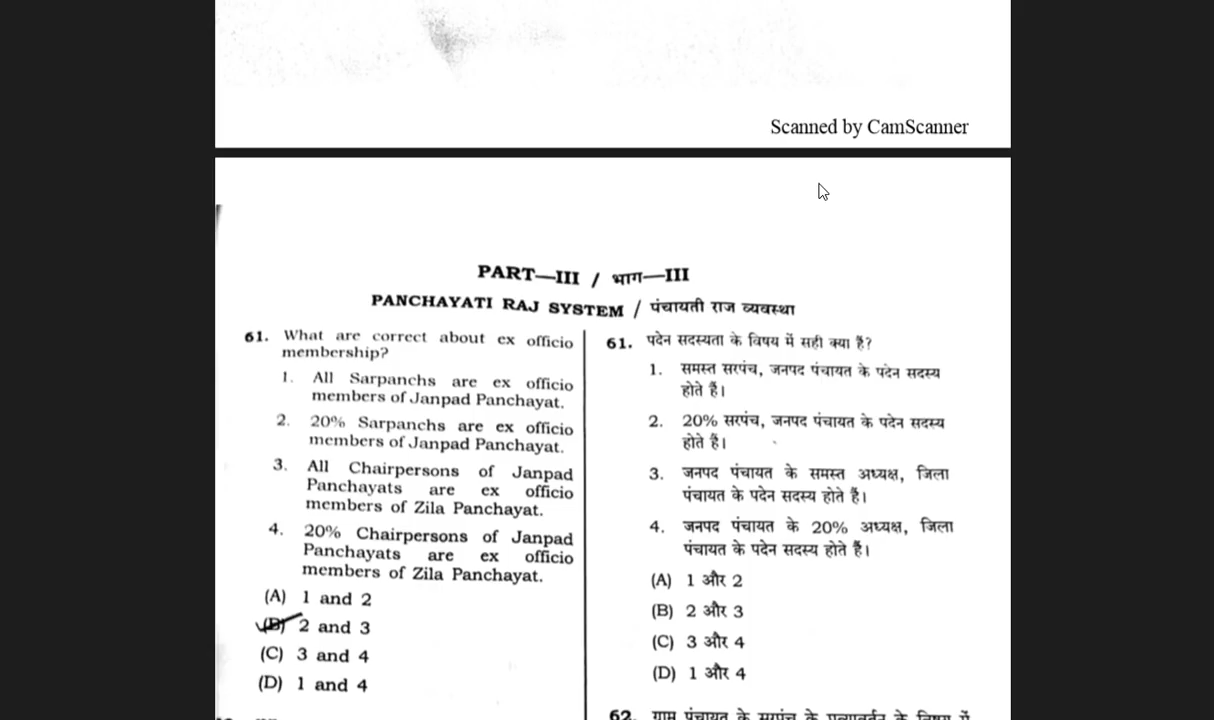 Scanned by CamScanner
PART—III / भाग—III
PANCHAYATI RAJ SYSTEM / पंचायती राज व्यवस्था
61. What are correct about ex officio
membership?
1. All Sarpanchs are ex officio
members of Janpad Panchayat.
2. 20% Sarpanchs are ex officio
members of Janpad Panchayat.
3. All Chairpersons of Janpad
Panchayats are ex officio
members of Zila Panchayat.
4. 20% Chairpersons of Janpad
Panchayats are ex officio
members of Zila Panchayat.
(A) 1 and 2
(B) 2 and 3
(C) 3 and 4
(D) 1 and 4
61. पदेन सदस्यता के विषय में सही क्या है?
1. समस्त सरपंच, जनपद पंचायत के पदेन सदस्य
होते हैं।
2. 20% सरपंच, जनपद पंचायत के पदेन सदस्य
होते हैं।
3. जनपद पंचायत के समस्त अध्यक्ष, जिला
पंचायत के पदेन सदस्य होते हैं।
4. जनपद पंचायत के 20% अध्यक्ष, जिला
पंचायत के पदेन सदस्य होते हैं।
(A) 1 और 2
(B) 2 और 3
(C) 3 और 4
(D) 1 और 4
62. ग्राम पंचायत के सरपंच के प्रत्यावर्तन के विषय में